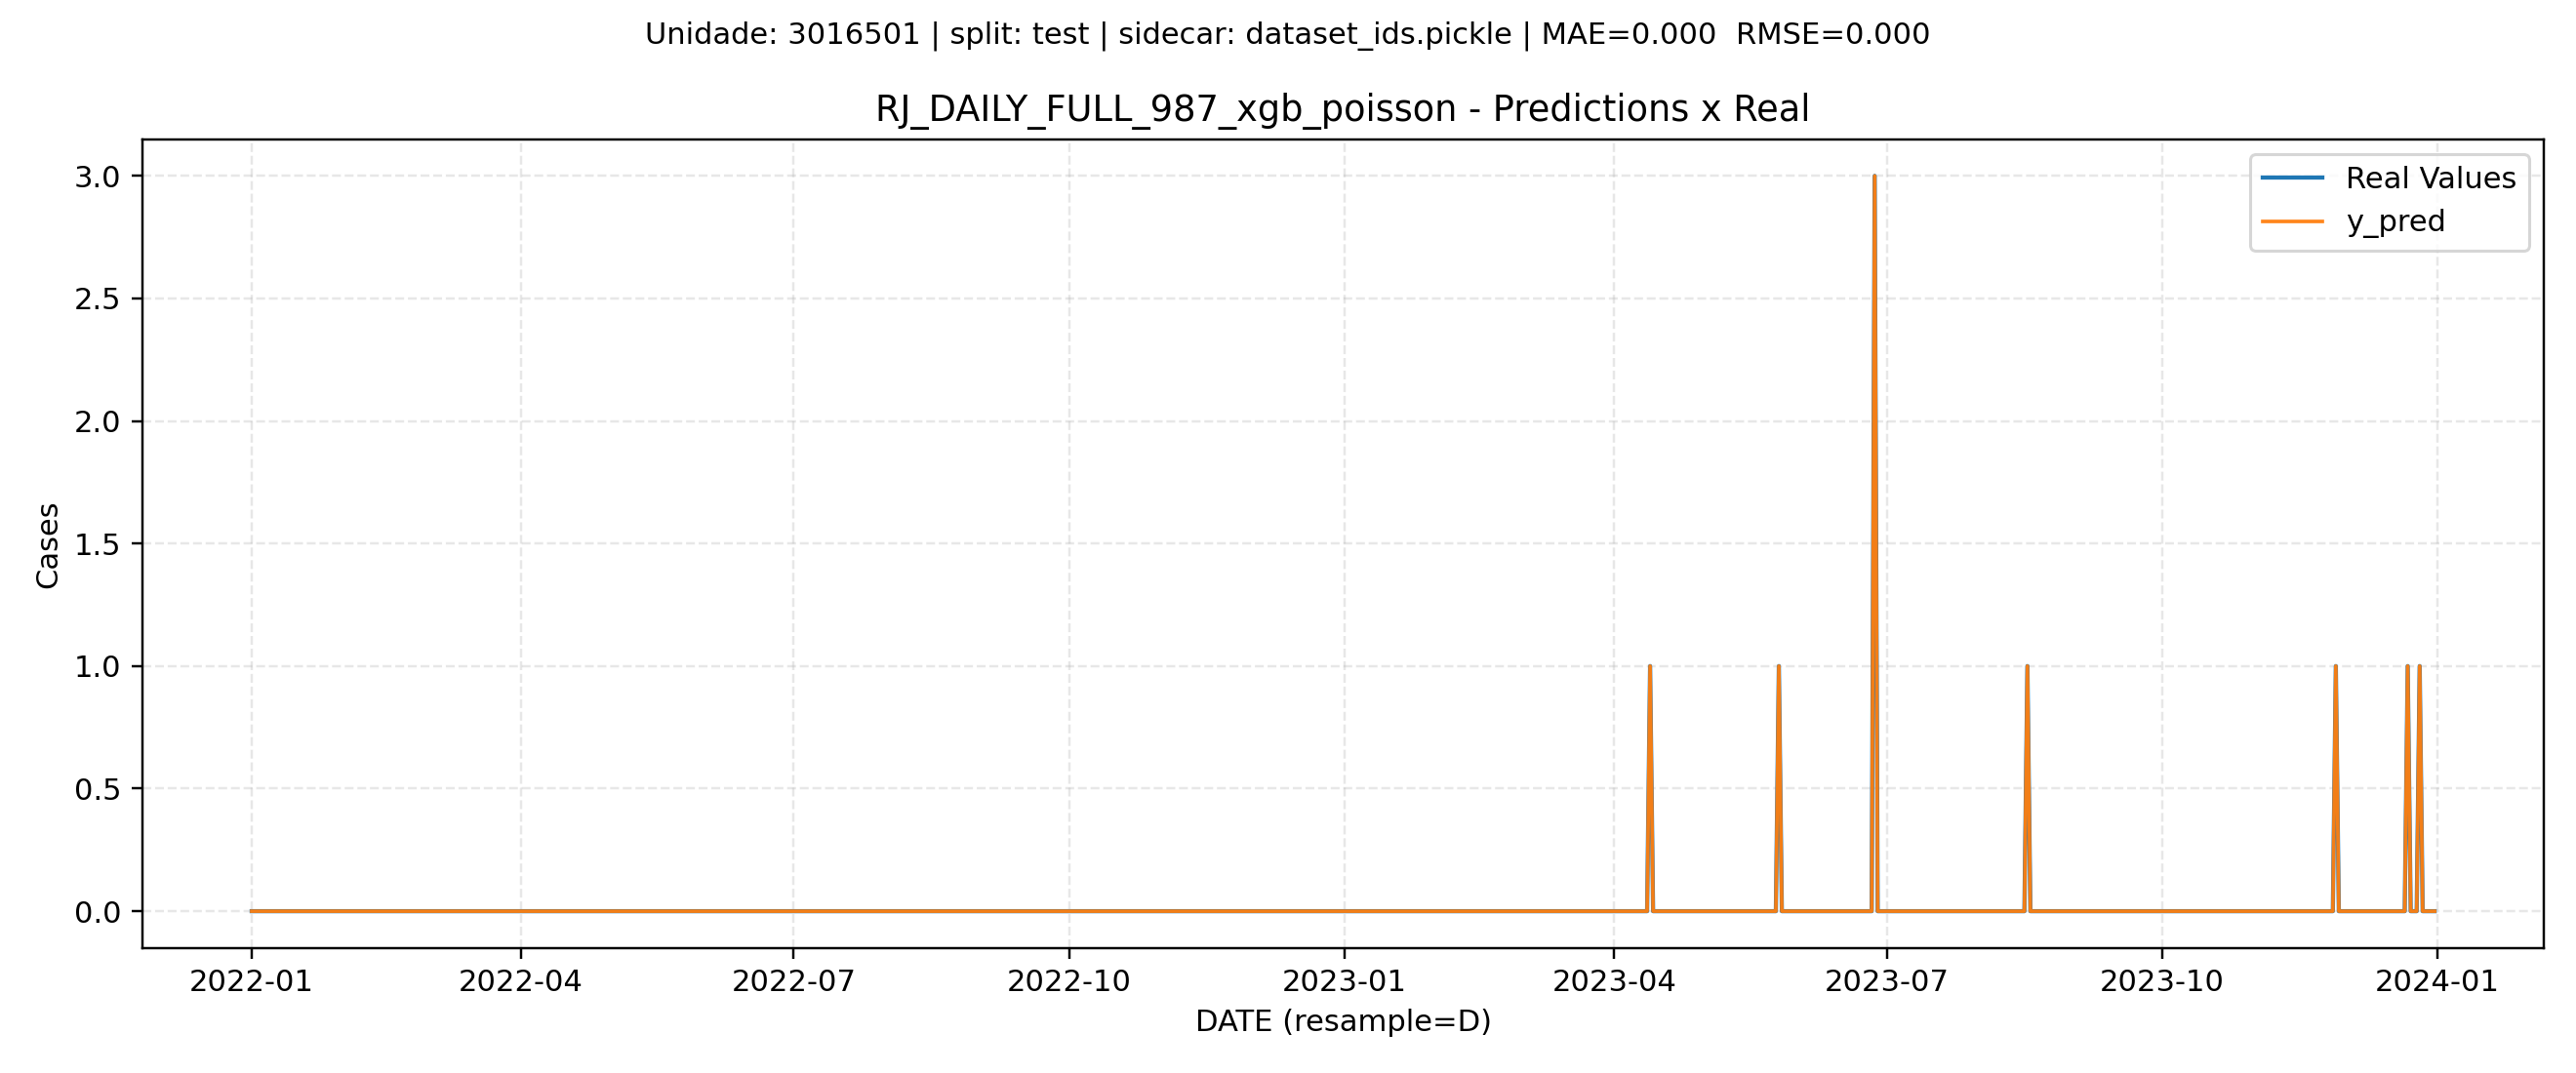 Unidade: 3016501 | split: test | sidecar: dataset_ids.pickle | MAE=0.000  RMSE=0.000
RJ_DAILY_FULL_987_xgb_poisson - Predictions x Real
Real Values
y_pred
Cases
3.0
2.5
2.0
1.5
1.0
0.5
0.0
2022-01 2022-04 2022-07 2022-10 2023-01 2023-04 2023-07 2023-10 2024-01
DATE (resample=D)